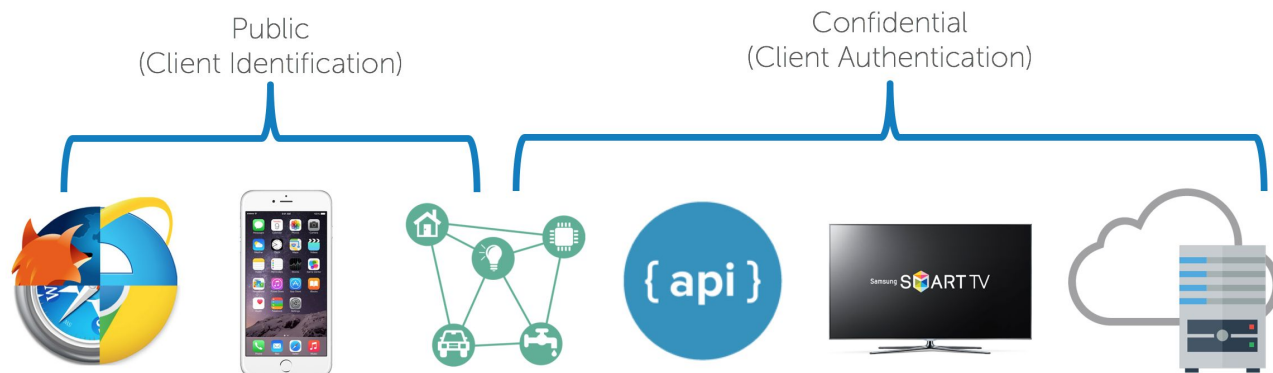 Public
(Client Identification)
Confidential
(Client Authentication)
{ api }
Samsung SMART TV